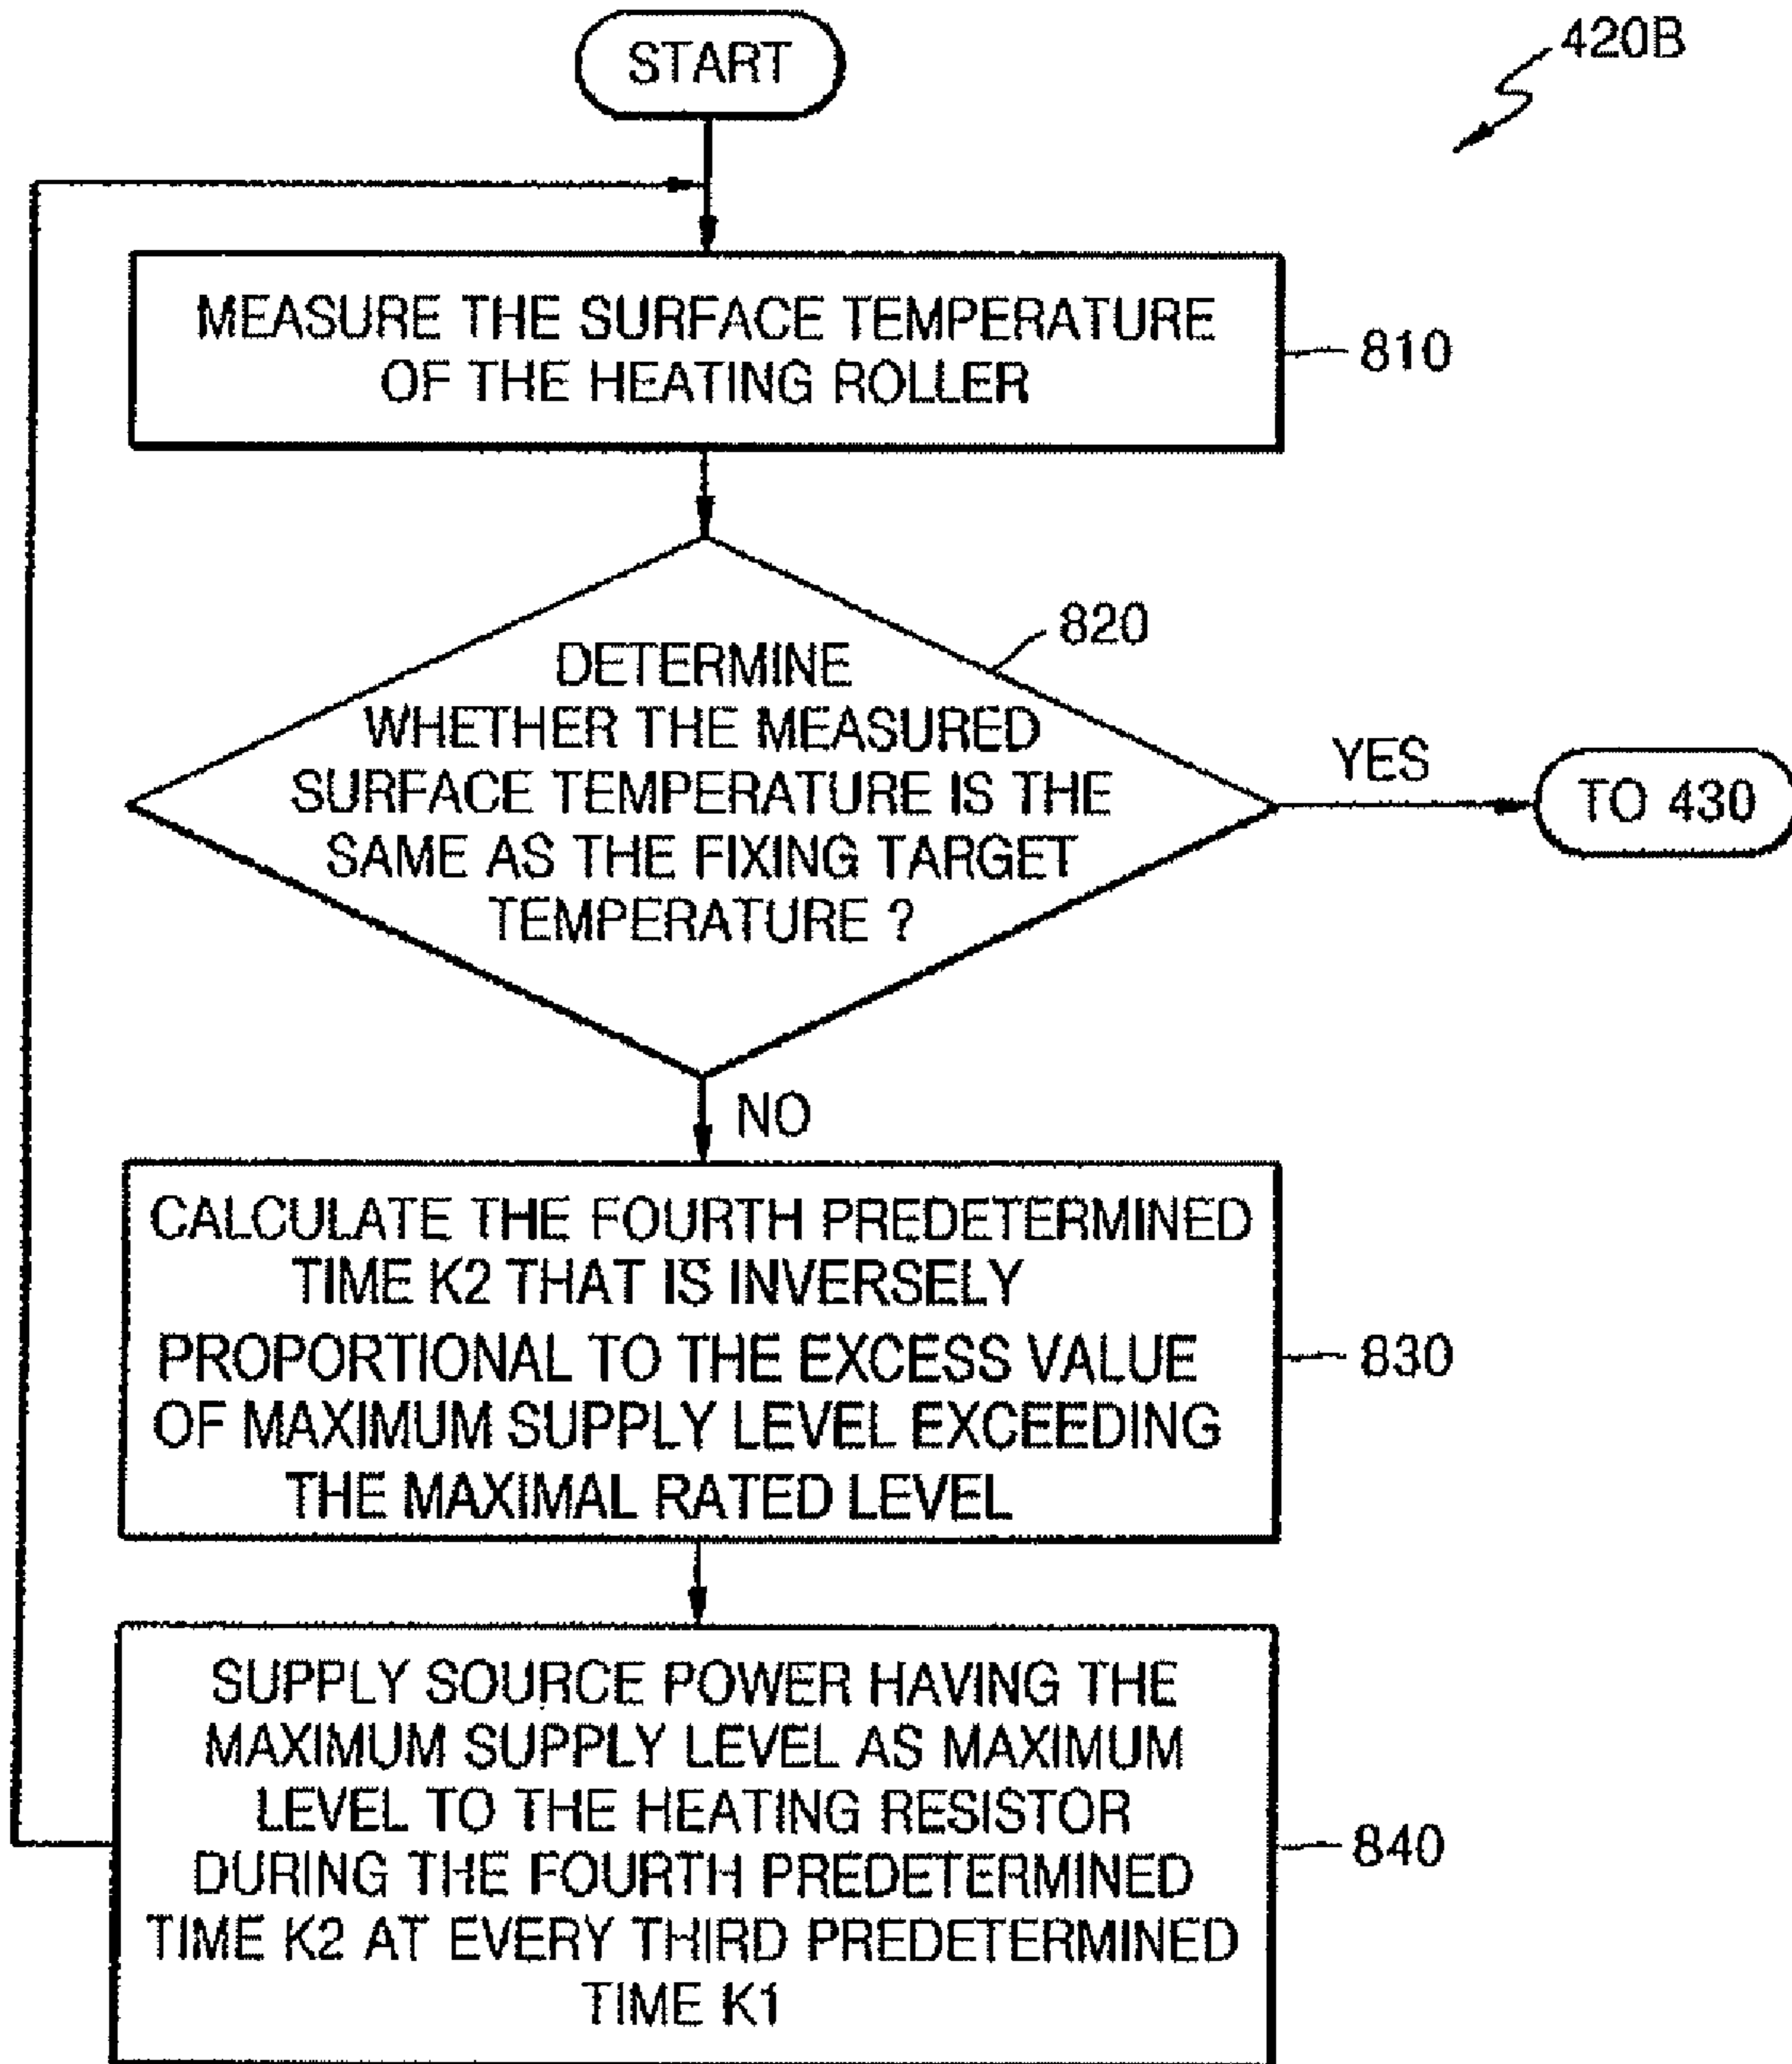 START
420B
MEASURE THE SURFACE TEMPERATURE
OF THE HEATING ROLLER
810
820
DETERMINE
WHETHER THE MEASURED
SURFACE TEMPERATURE IS THE
SAME AS THE FIXING TARGET
TEMPERATURE ?
YES
TO 430
NO
CALCULATE THE FOURTH PREDETERMINED
TIME K2 THAT IS INVERSELY
PROPORTIONAL TO THE EXCESS VALUE
OF MAXIMUM SUPPLY LEVEL EXCEEDING
THE MAXIMAL RATED LEVEL
830
SUPPLY SOURCE POWER HAVING THE
MAXIMUM SUPPLY LEVEL AS MAXIMUM
LEVEL TO THE HEATING RESISTOR
DURING THE FOURTH PREDETERMINED
TIME K2 AT EVERY THIRD PREDETERMINED
TIME K1
840